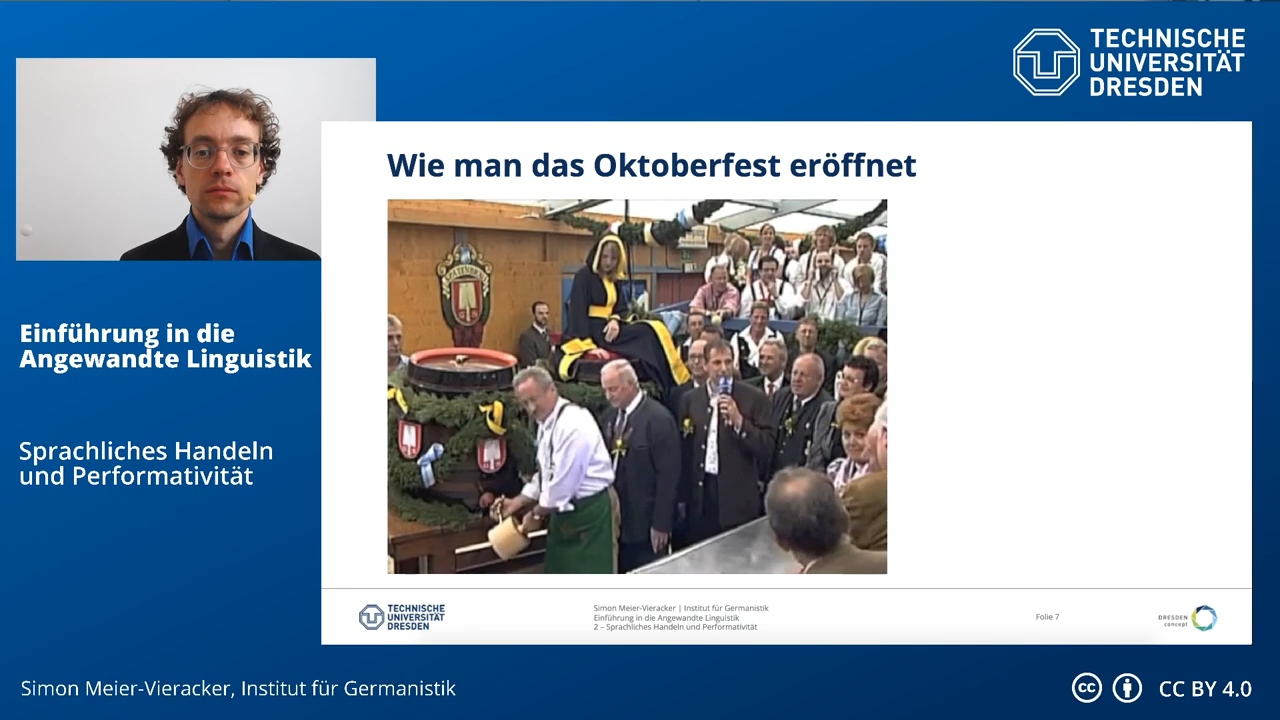 TECHNISCHE
UNIVERSITÄT
DRESDEN
Wie man das Oktoberfest eröffnet
Einführung in die
Angewandte Linguistik
Sprachliches Handeln
und Performativität
TECHNISCHE
UNIVERSITÄT
DRESDEN
Simon Meier-Vieracker | Institut für Germanistik
Einführung in die Angewandte Linguistik
2 – Sprachliches Handeln und Performativität
Folie 7
DRESDEN
concept
Simon Meier-Vieracker, Institut für Germanistik
cc
CC BY 4.0